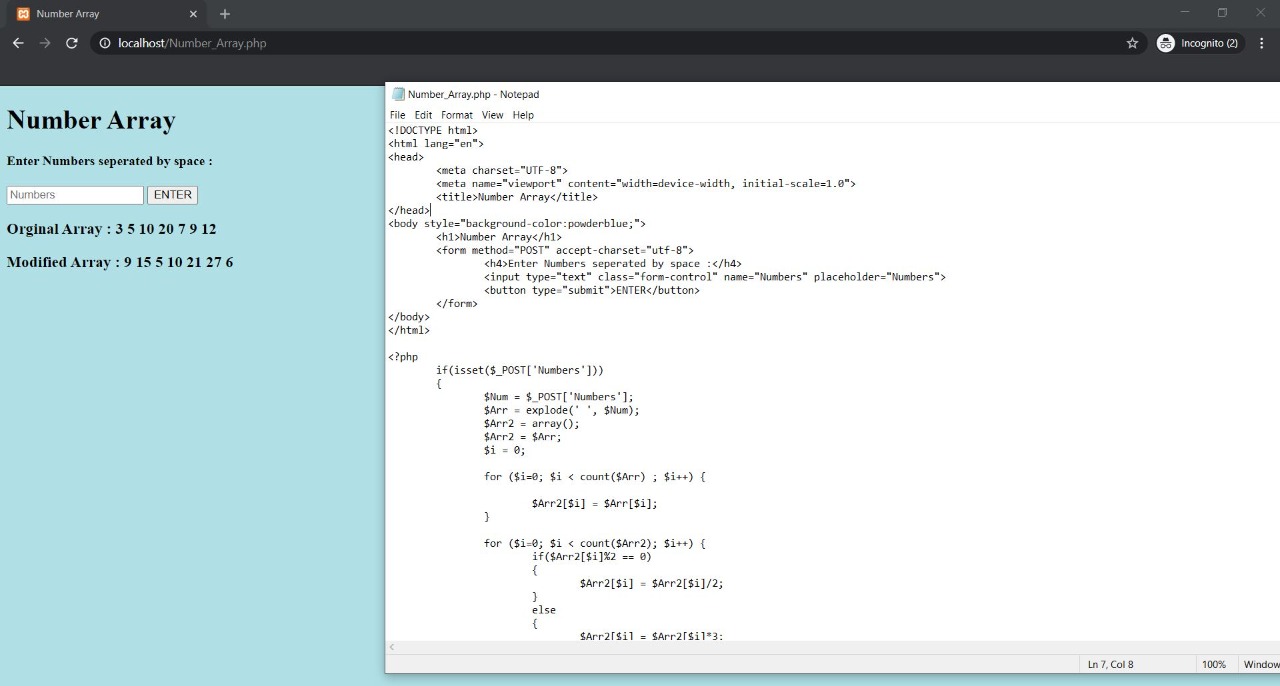 Number Array
localhost/Number_Array.php
Incognito (2)
Number Array
Enter Numbers seperated by space :
Numbers
ENTER
Orginal Array : 3 5 10 20 7 9 12
Modified Array : 9 15 5 10 21 27 6
Number_Array.php - Notepad
File Edit Format View Help
<!DOCTYPE html>
<html lang="en">
<head>
<meta charset="UTF-8">
<meta name="viewport" content="width=device-width, initial-scale=1.0">
<title>Number Array</title>
</head>
<body style="background-color:powderblue;">
<h1>Number Array</h1>
<form method="POST" accept-charset="utf-8">
<h4>Enter Numbers seperated by space :</h4>
<input type="text" class="form-control" name="Numbers" placeholder="Numbers">
<button type="submit">ENTER</button>
</form>
</body>
</html>
<?php
if(isset($_POST['Numbers']))
{
$Num = $_POST['Numbers'];
$Arr = explode(' ', $Num);
$Arr2 = array();
$Arr2 = $Arr;
$i = 0;
for ($i=0; $i < count($Arr) ; $i++) {
$Arr2[$i] = $Arr[$i];
}
for ($i=0; $i < count($Arr2); $i++) {
if($Arr2[$i]%2 == 0)
{
$Arr2[$i] = $Arr2[$i]/2;
}
else
{
$Arr2[$i] = $Arr2[$i]*3;
Ln 7, Col 8
100%
Window